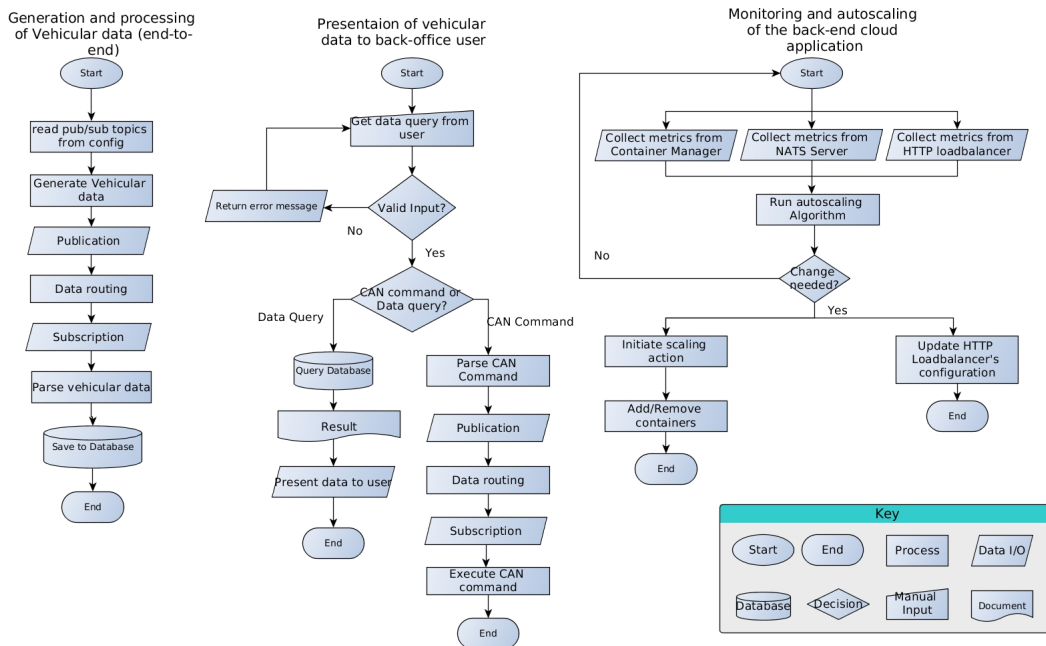 Generation and processing
of Vehicular data (end-to-
end)
Start
read pub/sub topics
from config
Generate Vehicular
data
Publication
Data routing
Subscription
Parse vehicular data
Save to Database
End
Presentaion of vehicular
data to back-office user
Start
Get data query from
user
Valid Input?
Return error message
No
Yes
CAN command or
Data query?
Data Query
CAN Command
Query Database
Result
Present data to user
End
Parse CAN
Command
Publication
Data routing
Subscription
Execute CAN
command
End
Monitoring and autoscaling
of the back-end cloud
application
Start
Collect metrics from
Container Manager
Collect metrics from
NATS Server
Collect metrics from
HTTP loadbalancer
Run autoscaling
Algorithm
Change
needed?
No
Yes
Initiate scaling
action
Add/Remove
containers
End
Update HTTP
Loadbalancer's
configuration
End
Key
Start
End
Process
Data I/O
Database
Decision
Manual
Input
Document